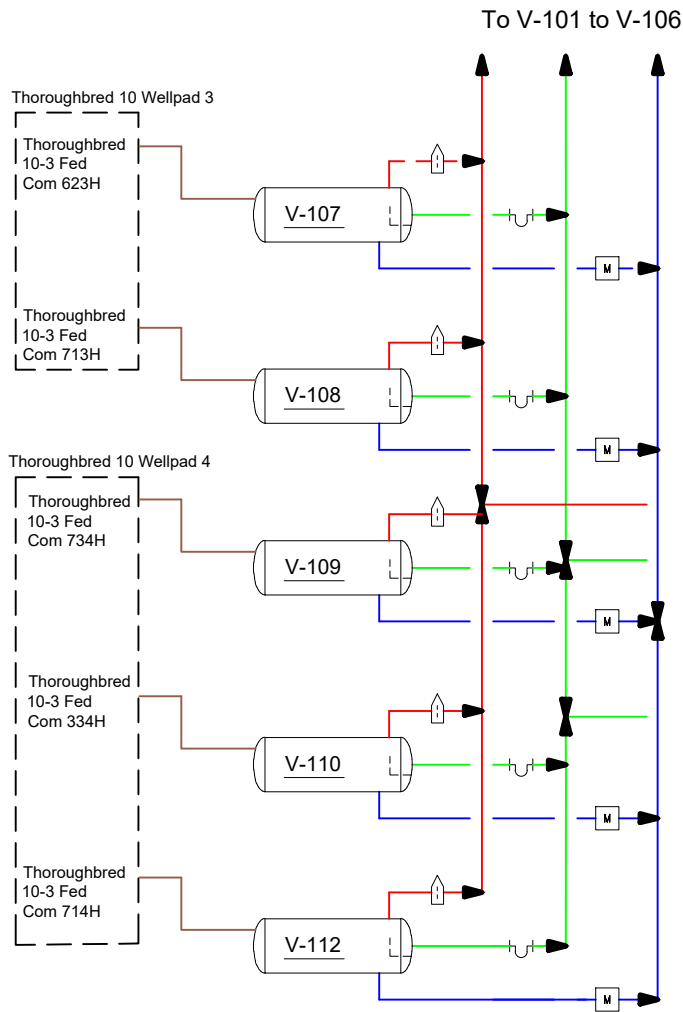 To V-101 to V-106
Thoroughbred 10 Wellpad 3
Thoroughbred
10-3 Fed
Com 623H
V-107
M
Thoroughbred
10-3 Fed
Com 713H
V-108
M
Thoroughbred 10 Wellpad 4
Thoroughbred
10-3 Fed
Com 734H
V-109
M
Thoroughbred
10-3 Fed
Com 334H
V-110
M
Thoroughbred
10-3 Fed
Com 714H
V-112
M